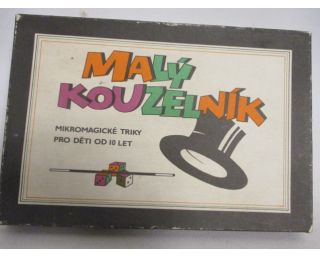 MALÝ
KOUZELNÍK
MIKROMAGICKÉ TRIKY
PRO DĚTI OD 10 LET